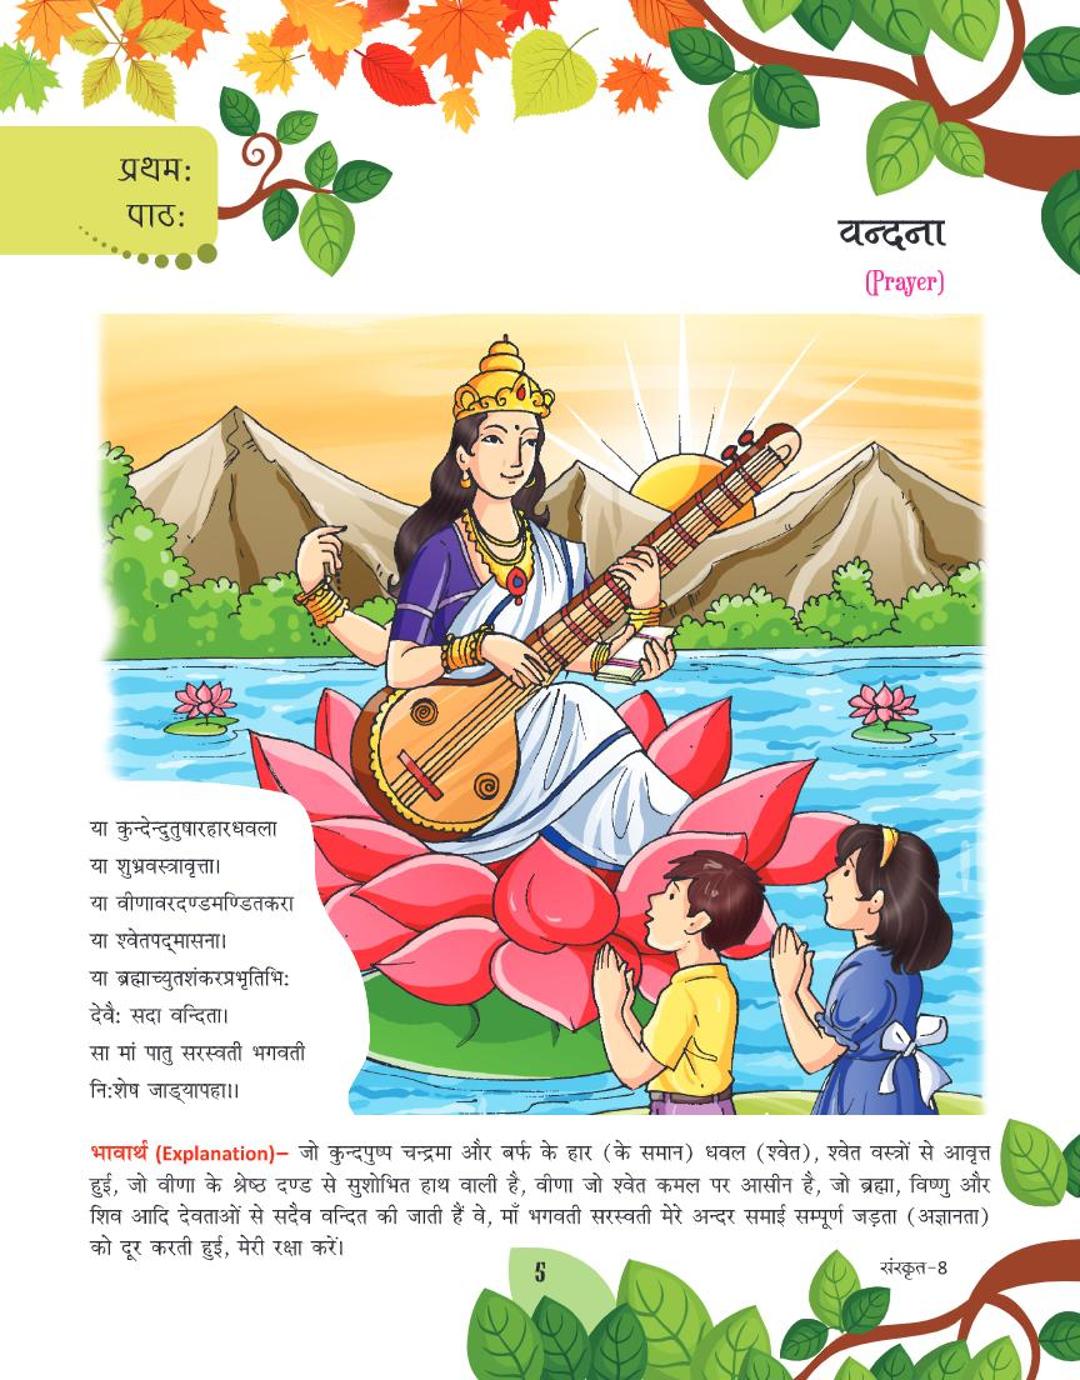 प्रथम:
पाठ:
वन्दना
(Prayer)
या कुन्देन्दुतुषारहारधवला
या शुभ्रवस्त्रावृत्ता।
या वीणावरदण्डमण्डितकरा
या श्वेतपद्मासना।
या ब्रह्माच्युतशंकरप्रभृतिभि:
देवै: सदा वन्दिता।
सा मां पातु सरस्वती भगवती
नि:शेष जाड्यापहा।।
भावार्थ (Explanation)– जो कुन्दपुष्प चन्द्रमा और बर्फ के हार (के समान) धवल (श्वेत), श्वेत वस्त्रों से आवृत्त
हुई, जो वीणा के श्रेष्ठ दण्ड से सुशोभित हाथ वाली है, वीणा जो श्वेत कमल पर आसीन है, जो ब्रह्मा, विष्णु और
शिव आदि देवताओं से सदैव वन्दित की जाती हैं वे, माँ भगवती सरस्वती मेरे अन्दर समाई सम्पूर्ण जड़ता (अज्ञानता)
को दूर करती हुई, मेरी रक्षा करें।
5
संस्कृत-8